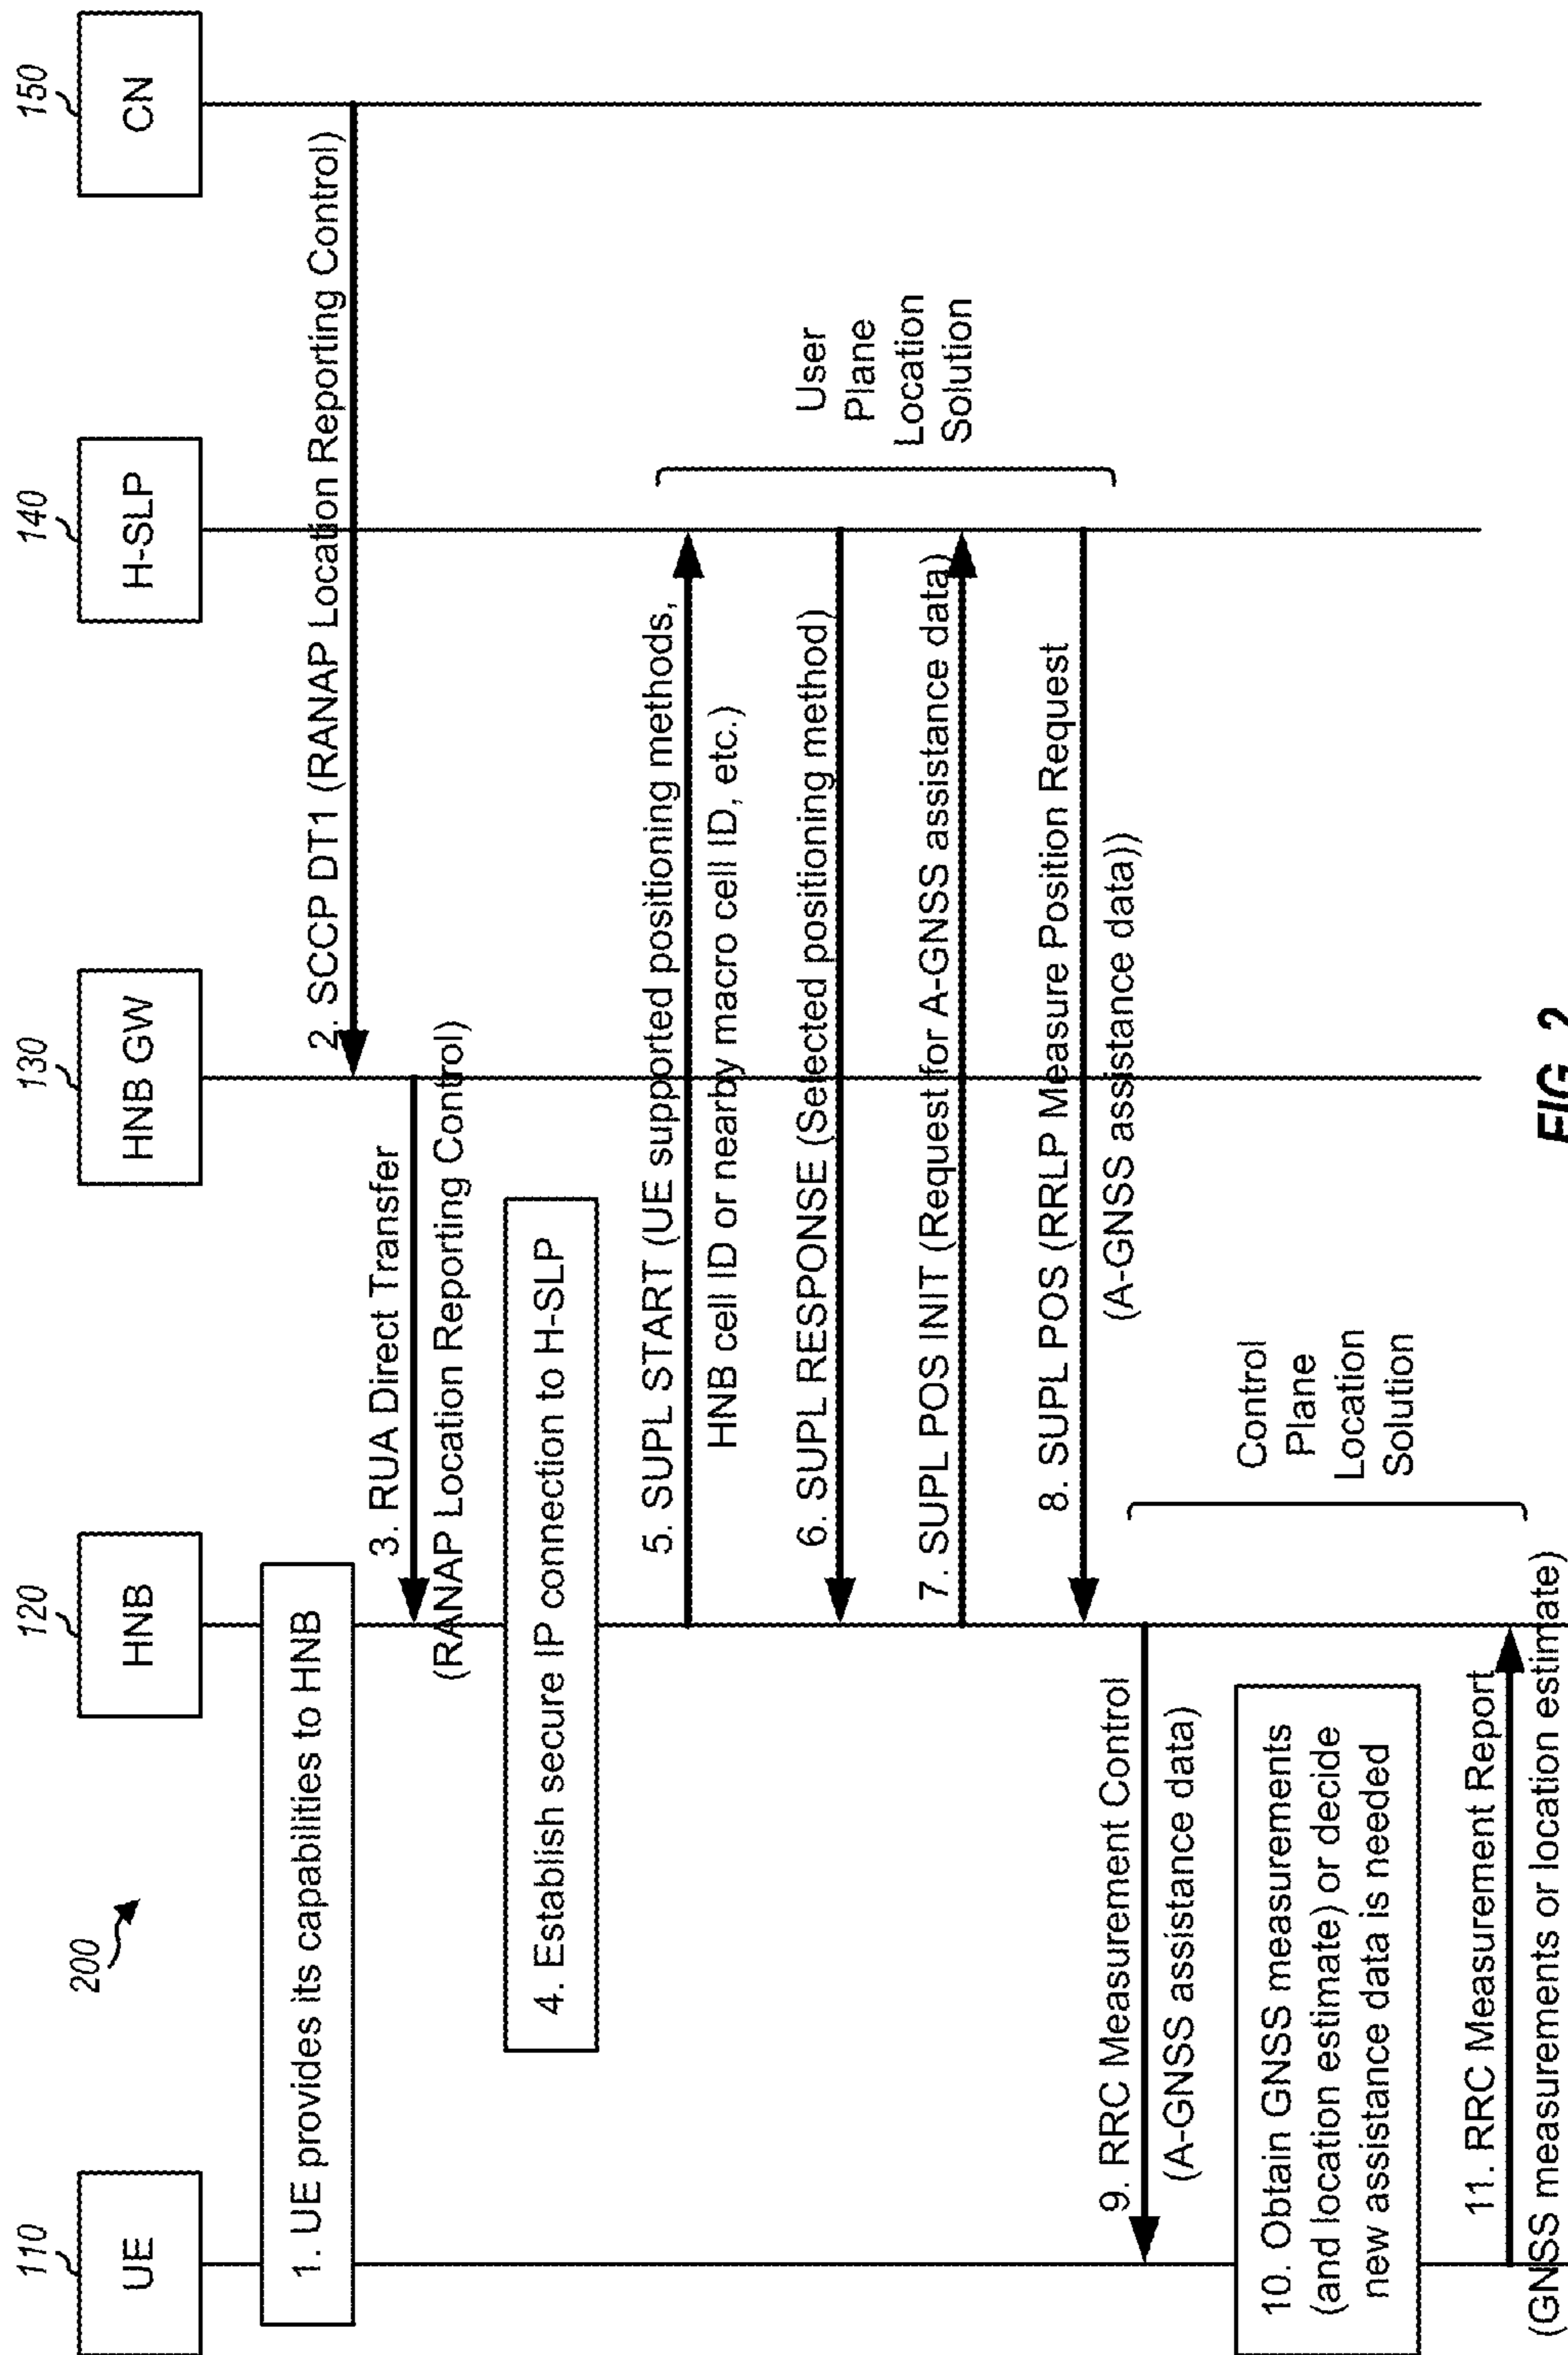 200
110
UE
120
HNB
130
HNB GW
140
H-SLP
150
CN
1. UE provides its capabilities to HNB
2. SCCP DT1 (RANAP Location Reporting Control)
3. RUA Direct Transfer
(RANAP Location Reporting Control)
4. Establish secure IP connection to H-SLP
5. SUPL START (UE supported positioning methods,
HNB cell ID or nearby macro cell ID, etc.)
6. SUPL RESPONSE (Selected positioning method)
7. SUPL POS INIT (Request for A-GNSS assistance data)
8. SUPL POS (RRLP Measure Position Request
(A-GNSS assistance data))
User
Plane
Location
Solution
9. RRC Measurement Control
(A-GNSS assistance data)
10. Obtain GNSS measurements
(and location estimate) or decide
new assistance data is needed
11. RRC Measurement Report
(GNSS measurements or location estimate)
Control
Plane
Location
Solution
FIG. 2